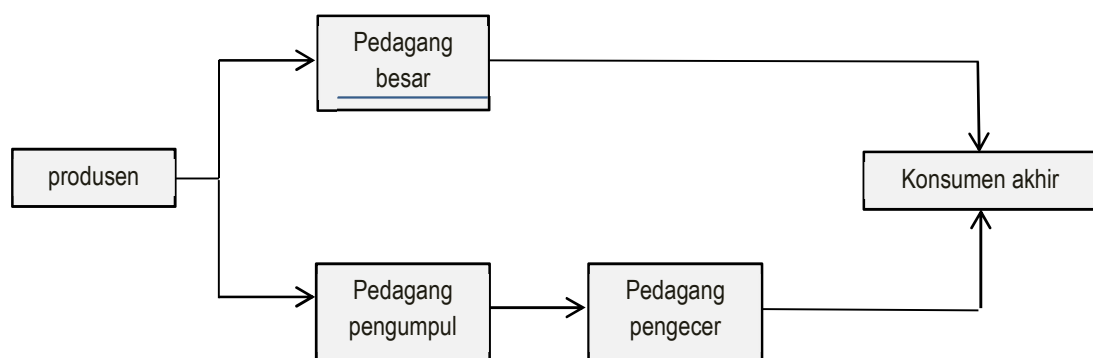 Pedagang
besar
produsen
Konsumen akhir
Pedagang
pengumpul
Pedagang
pengecer